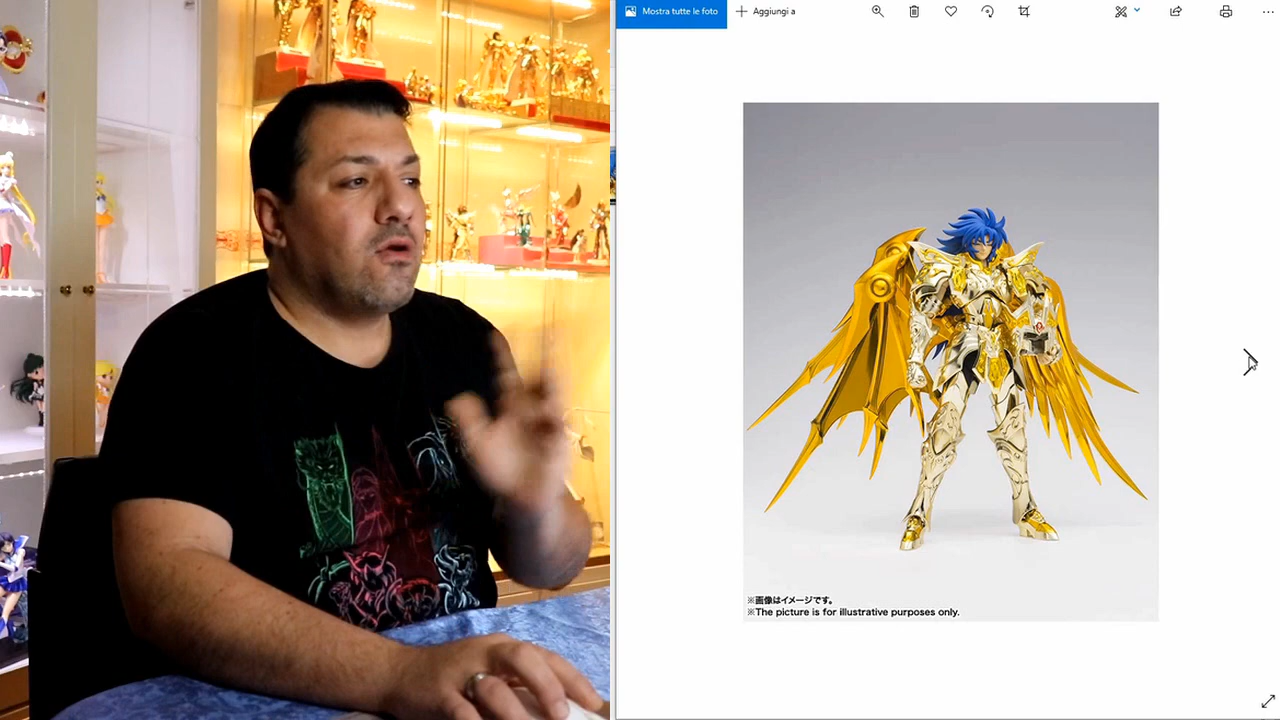 Mostra tutte le foto
Aggiungi a
※画像はイメージです。
※The picture is for illustrative purposes only.